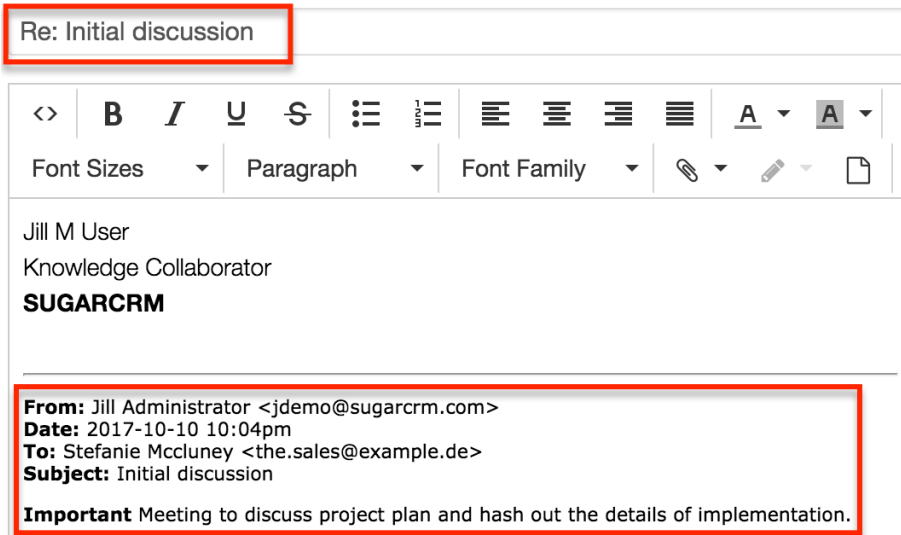 Re: Initial discussion
B I U S A A
Font Sizes Paragraph Font Family
Jill M User
Knowledge Collaborator
SUGARCRM
From: Jill Administrator <jdemo@sugarcrm.com>
Date: 2017-10-10 10:04pm
To: Stefanie Mccluney <the.sales@example.de>
Subject: Initial discussion
Important Meeting to discuss project plan and hash out the details of implementation.